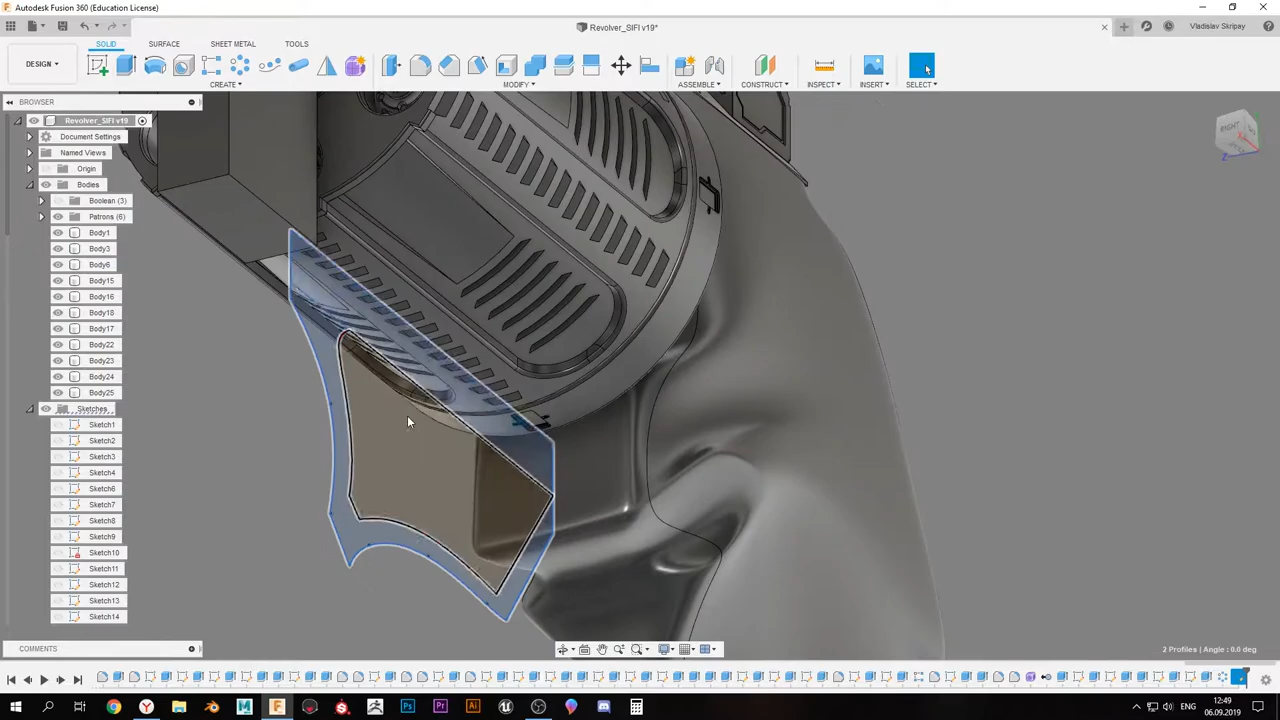 Autodesk Fusion 360 (Education License)
Revolver_SIFI v19*
Vladislav Skripay
SOLID SURFACE SHEET METAL TOOLS
DESIGN
CREATE MODIFY ASSEMBLE CONSTRUCT INSPECT INSERT SELECT
BROWSER
Revolver_SIFI v19
Document Settings
Named Views
Origin
Bodies
Boolean (3)
Patrons (6)
Body1
Body3
Body6
Body15
Body16
Body18
Body17
Body22
Body23
Body24
Body25
Sketches
Sketch1
Sketch2
Sketch3
Sketch4
Sketch6
Sketch7
Sketch8
Sketch9
Sketch10
Sketch11
Sketch12
Sketch13
Sketch14
RIGHT
Z
COMMENTS
2 Profiles | Angle : 0.0 deg
ENG
12:49
06.09.2019